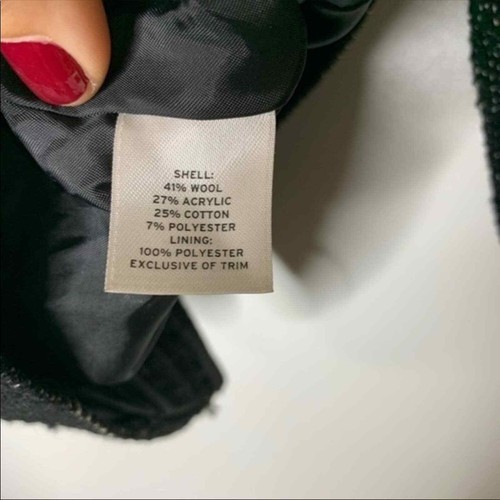 SHELL:
41% WOOL
27% ACRYLIC
25% COTTON
7% POLYESTER
LINING:
100% POLYESTER
EXCLUSIVE OF TRIM